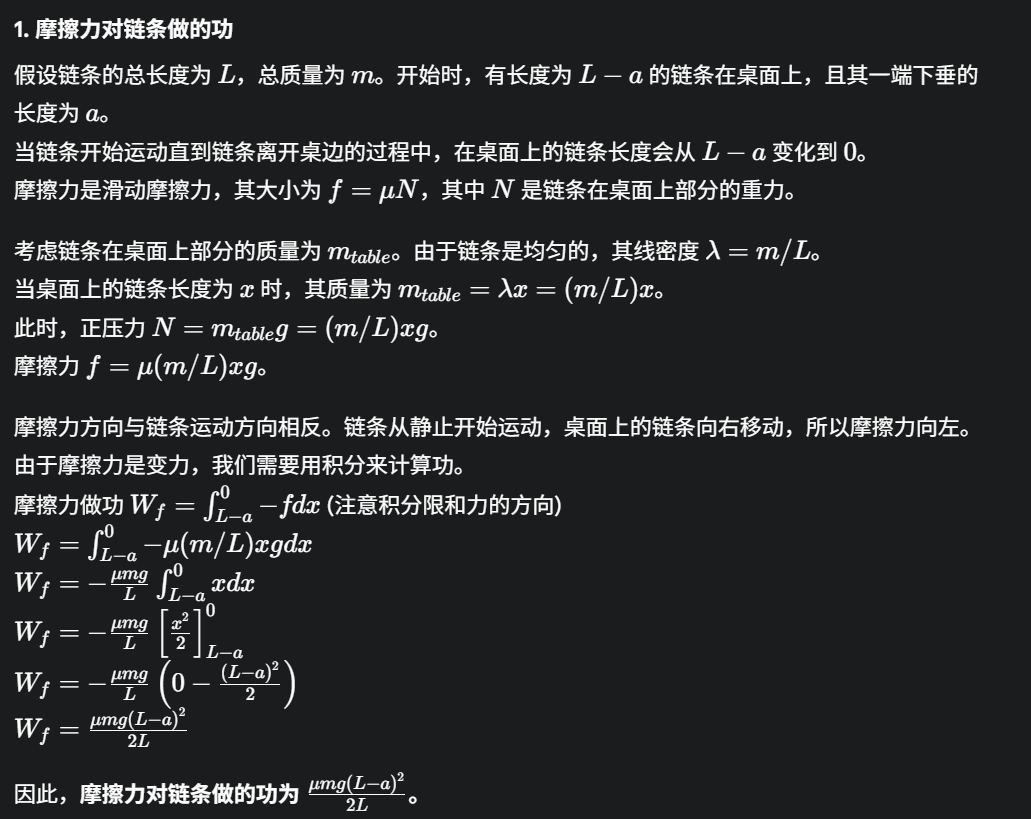 1. 摩擦力对链条做的功
假设链条的总长度为 L，总质量为 m。开始时，有长度为 L − a 的链条在桌面上，且其一端下垂的
长度为 a。
当链条开始运动直到链条离开桌边的过程中，在桌面上的链条长度会从 L − a 变化到 0。
摩擦力是滑动摩擦力，其大小为 f = μN，其中 N 是链条在桌面上部分的重力。
考虑链条在桌面上部分的质量为 m_{table}。由于链条是均匀的，其线密度 λ = m/L。
当桌面上的链条长度为 x 时，其质量为 m_{table} = λx = (m/L)x。
此时，正压力 N = m_{table}g = (m/L)xg。
摩擦力 f = μ(m/L)xg。
摩擦力方向与链条运动方向相反。链条从静止开始运动，桌面上的链条向右移动，所以摩擦力向左。
由于摩擦力是变力，我们需要用积分来计算功。
摩擦力做功 W_f = \int_{L-a}^{0} −fdx (注意积分限和力的方向)
W_f = \int_{L-a}^{0} −μ(m/L)xgdx
W_f = −\frac{μmg}{L} \int_{L-a}^{0} xdx
W_f = −\frac{μmg}{L} \left[\frac{x^2}{2}\right]_{L-a}^{0}
W_f = −\frac{μmg}{L} \left(0 − \frac{(L-a)^2}{2}\right)
W_f = \frac{μmg(L-a)^2}{2L}
因此，摩擦力对链条做的功为 \frac{μmg(L-a)^2}{2L}。